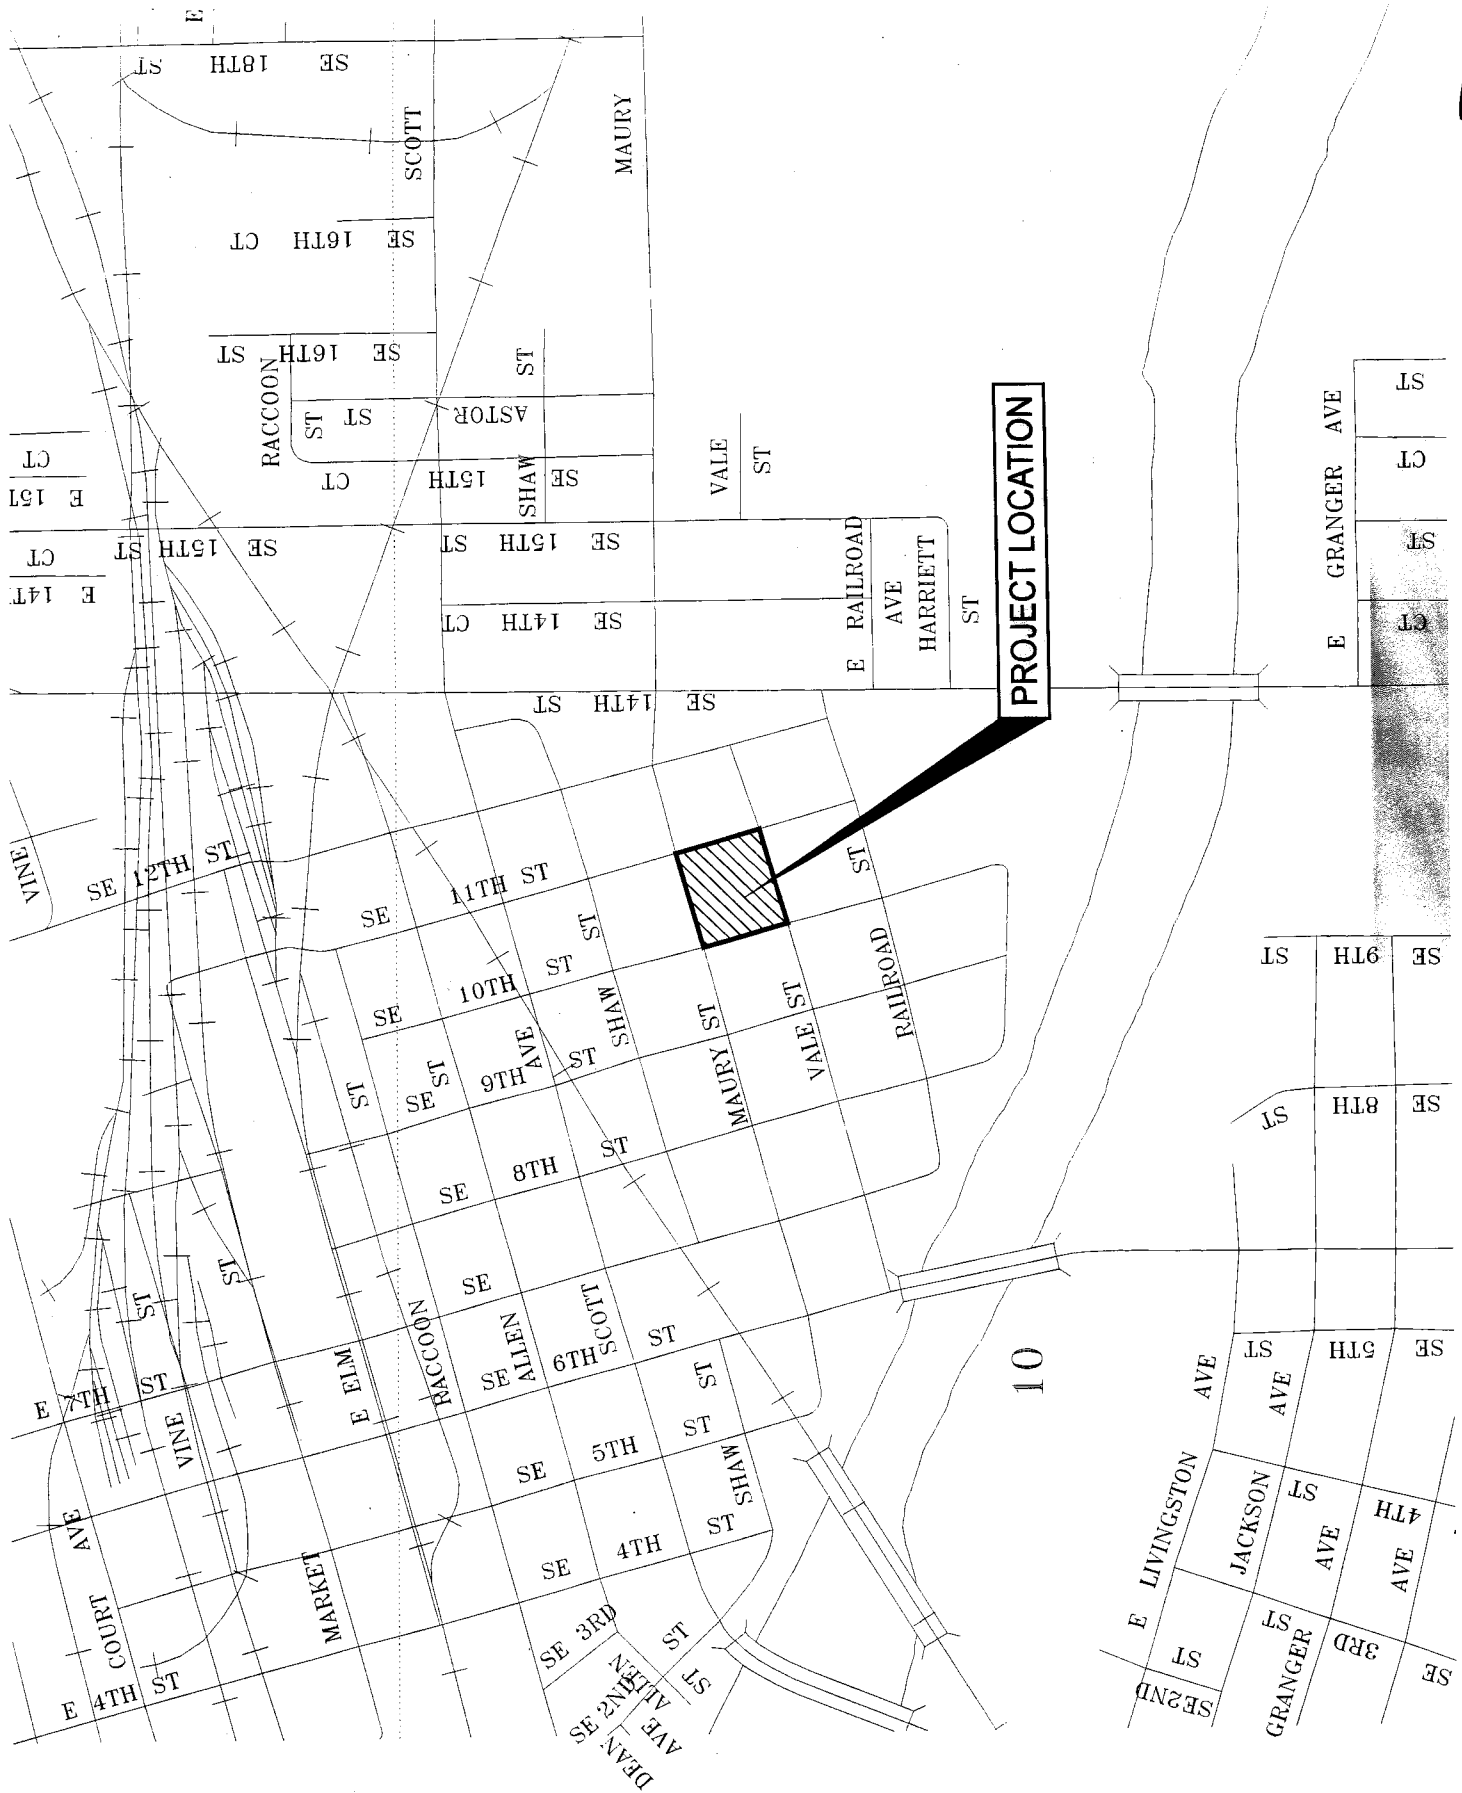 E
SE 18TH ST
SCOTT
MAURY
SE 16TH CT
SE 16TH ST
RACCOON
ST
ASTOR ST
SHAW
ST
SE 15TH CT
VALE
ST
CT
E 15T
CT
E 14T
SE 15TH ST
SE 15TH ST
SE 14TH CT
E RAILROAD
AVE
HARRIETT
ST
PROJECT LOCATION
E GRANGER AVE
ST
CT
ST
CT
SE 14TH ST
VINE
SE 12TH ST
SE 11TH ST
SE 10TH ST
SHAW ST
SE 9TH ST
MAURY ST
VALE ST
RAILROAD ST
SE 8TH ST
SE 9TH ST
SE 8TH ST
SE 5TH ST
E 7TH ST
SE
VINE ST
ST
E ELM ST
RACCOON ST
ALLEN AVE
SCOTT
SE 6TH ST
SE 5TH ST
SHAW ST
SE 4TH ST
10
COURT AVE
MARKET
E 4TH ST
SE 3RD ST
SE 2ND
ALLEN
ST
DEAN AVE
E LIVINGSTON AVE
JACKSON AVE
GRANGER AVE
AVE
4TH ST
SE 3RD ST
SE2ND ST